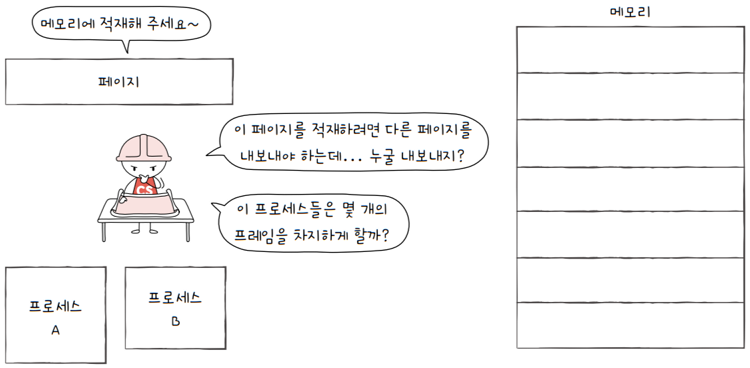 메모리에 적재해 주세요~
메모리
페이지
이 페이지를 적재하려면 다른 페이지를
내보내야 하는데... 누굴 내보내지?
CS
이 프로세스들은 몇 개의
프레임을 차지하게 할까?
프로세스
A
프로세스
B